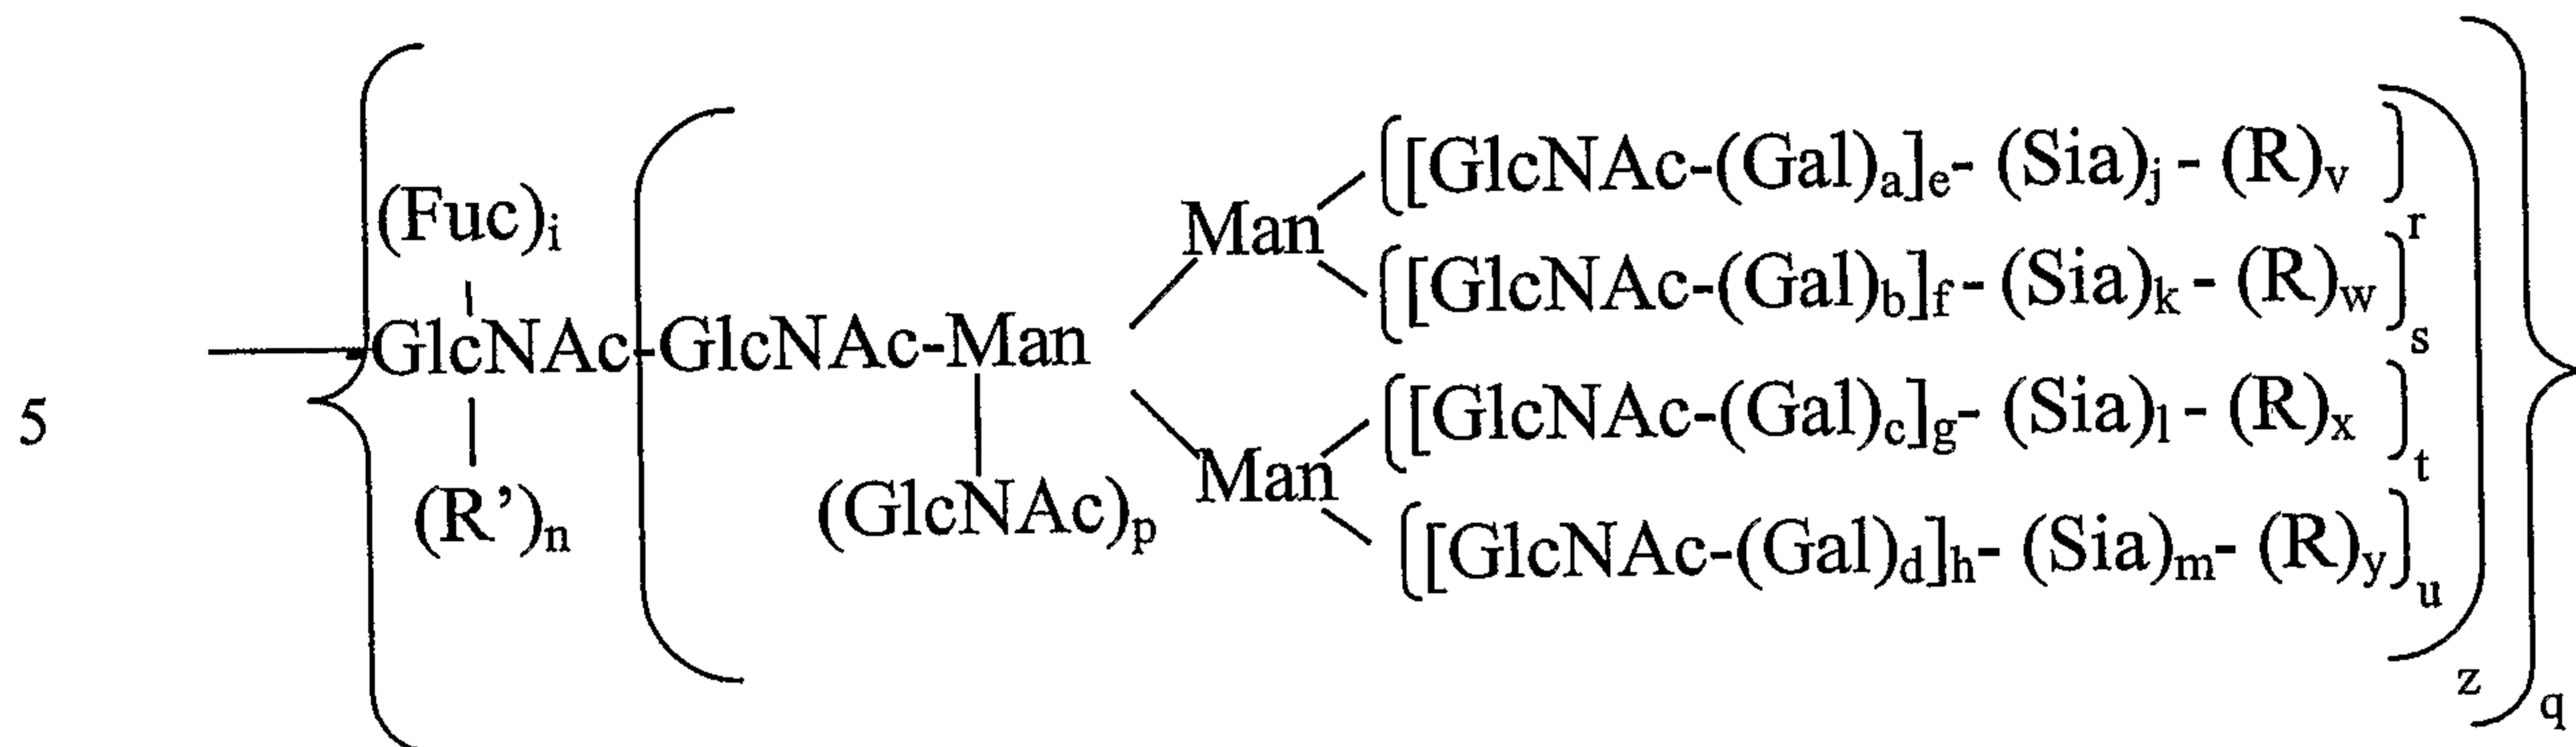 ([GlcNAc-(Gal)a]e- (Sia)j - (R)v )r
(Fuc)i
Man
([GlcNAc-(Gal)b]f- (Sia)k - (R)w)s
GlcNAc-GlcNAc-Man
5
([GlcNAc-(Gal)c]g- (Sia)l - (R)x )t
Man
(R’)n
(GlcNAc)p
([GlcNAc-(Gal)d]h- (Sia)m- (R)y)u
z
q